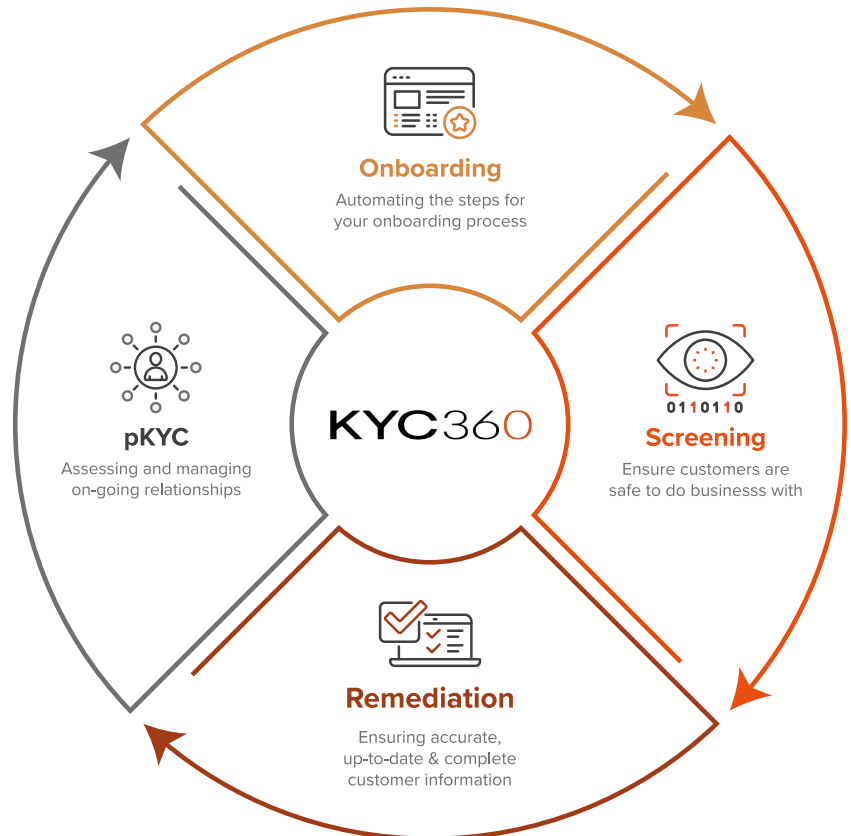 Onboarding
Automating the steps for
your onboarding process
KYC360
0110110
Screening
Ensure customers are
safe to do businesss with
Remediation
Ensuring accurate,
up-to-date & complete
customer information
pKYC
Assessing and managing
on-going relationships